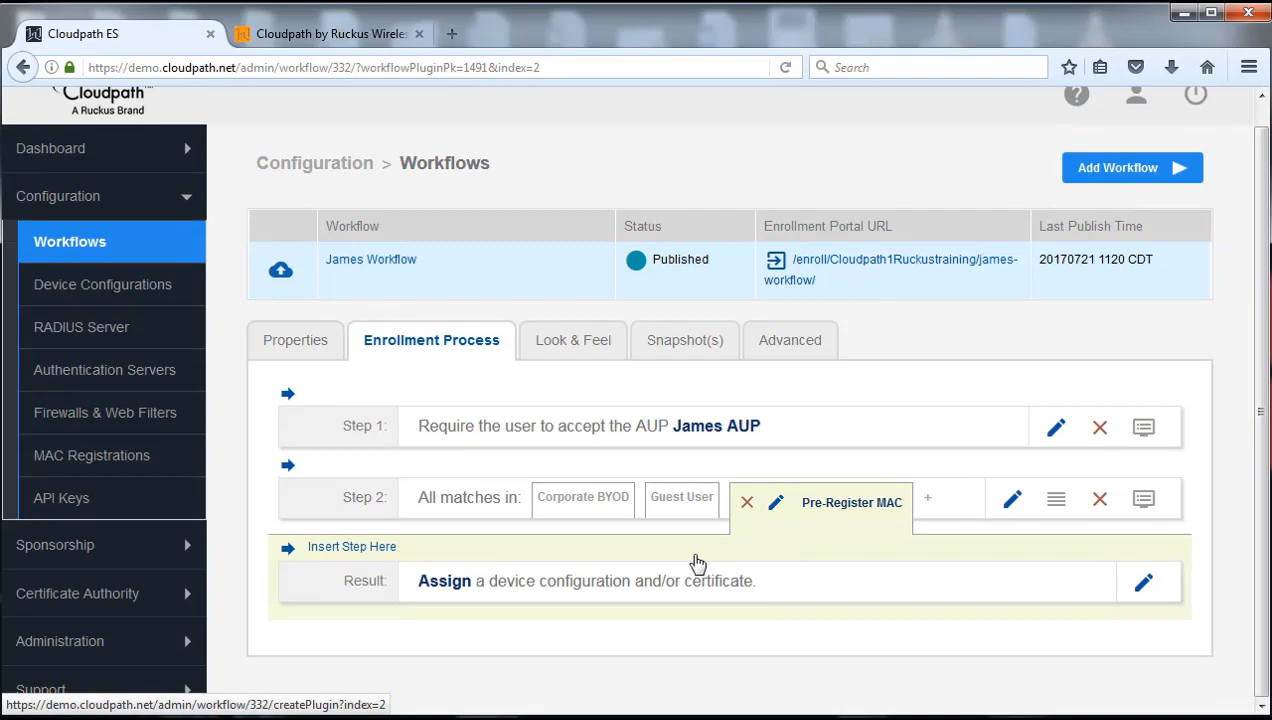 Cloudpath ES
Cloudpath by Ruckus Wireles
https://demo.cloudpath.net/admin/workflow/332/?workflowPluginPk=1491&index=2
Search
Cloudpath
A Ruckus Brand
Dashboard
Configuration
Workflows
Device Configurations
RADIUS Server
Authentication Servers
Firewalls & Web Filters
MAC Registrations
API Keys
Sponsorship
Certificate Authority
Administration
Support
Configuration > Workflows
Add Workflow
Workflow Status Enrollment Portal URL Last Publish Time
James Workflow Published /enroll/Cloudpath1Ruckustraining/james-
workflow/ 20170721 1120 CDT
Properties Enrollment Process Look & Feel Snapshot(s) Advanced
Step 1: Require the user to accept the AUP James AUP
Step 2: All matches in: Corporate BYOD Guest User Pre-Register MAC +
Insert Step Here
Result: Assign a device configuration and/or certificate.
https://demo.cloudpath.net/admin/workflow/332/createPlugin?index=2